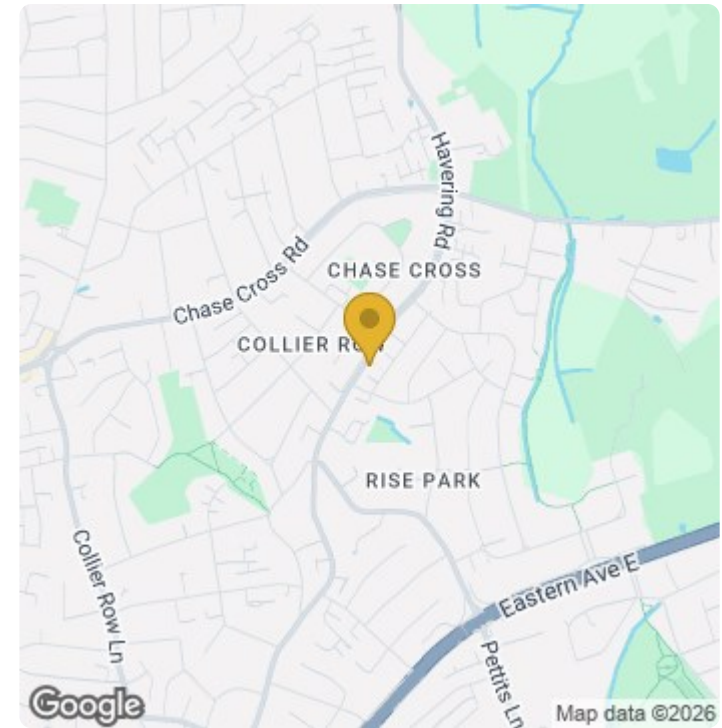 Havering Rd
CHASE CROSS
Chase Cross Rd
COLLIER ROW
RISE PARK
Collier Row Ln
Eastern Ave E
Pettits Ln
Google
Map data ©2026